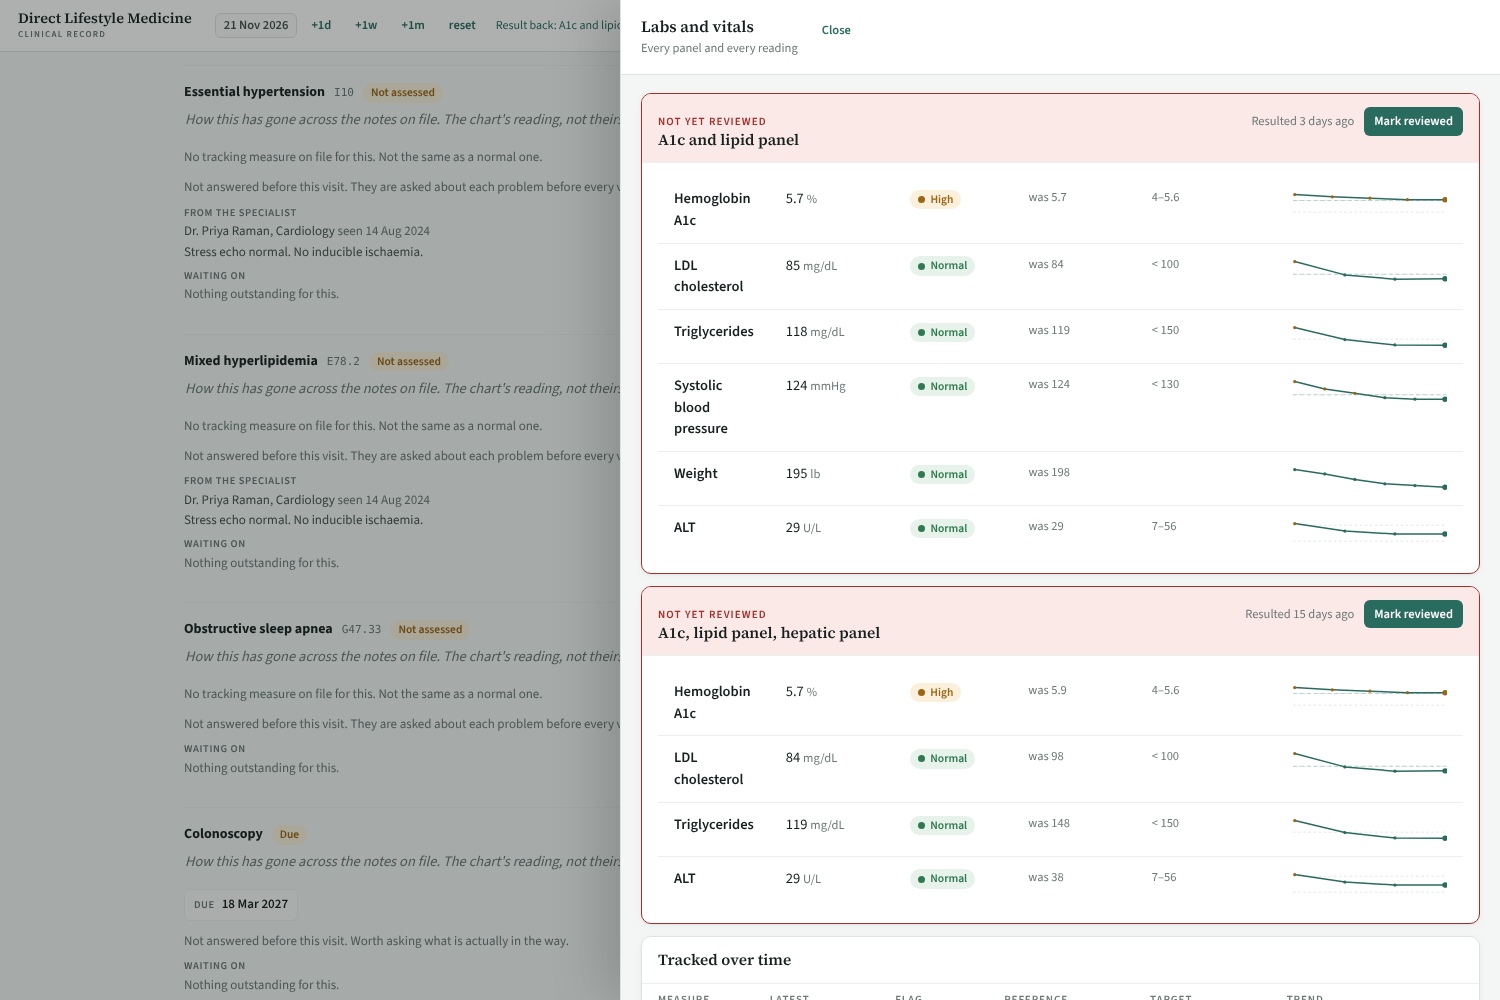 Direct Lifestyle Medicine
CLINICAL RECORD
21 Nov 2026
+1d
+1w
+1m
reset
Result back: A1c and
Essential hypertension I10 Not assessed
How this has gone across the notes on file. The chart's reading, not
No tracking measure on file for this. Not the same as a normal one.
Not answered before this visit. They are asked about each problem before every
FROM THE SPECIALIST
Dr. Priya Raman, Cardiology seen 14 Aug 2024
Stress echo normal. No inducible ischaemia.
WAITING ON
Nothing outstanding for this.
Mixed hyperlipidemia E78.2 Not assessed
How this has gone across the notes on file. The chart's reading, not
No tracking measure on file for this. Not the same as a normal one.
Not answered before this visit. They are asked about each problem before every
FROM THE SPECIALIST
Dr. Priya Raman, Cardiology seen 14 Aug 2024
Stress echo normal. No inducible ischaemia.
WAITING ON
Nothing outstanding for this.
Obstructive sleep apnea G47.33 Not assessed
How this has gone across the notes on file. The chart's reading, not
No tracking measure on file for this. Not the same as a normal one.
Not answered before this visit. They are asked about each problem before every
WAITING ON
Nothing outstanding for this.
Colonoscopy Due
How this has gone across the notes on file. The chart's reading, not
DUE 18 Mar 2027
Not answered before this visit. Worth asking what is actually in the way.
WAITING ON
Nothing outstanding for this.
Labs and vitals
Every panel and every reading
Close
NOT YET REVIEWED
A1c and lipid panel
Resulted 3 days ago
Mark reviewed
Hemoglobin A1c 5.7 % High was 5.7 4–5.6
LDL cholesterol 85 mg/dL Normal was 84 < 100
Triglycerides 118 mg/dL Normal was 119 < 150
Systolic blood pressure 124 mmHg Normal was 124 < 130
Weight 195 lb Normal was 198
ALT 29 U/L Normal was 29 7–56
NOT YET REVIEWED
A1c, lipid panel, hepatic panel
Resulted 15 days ago
Mark reviewed
Hemoglobin A1c 5.7 % High was 5.9 4–5.6
LDL cholesterol 84 mg/dL Normal was 98 < 100
Triglycerides 119 mg/dL Normal was 148 < 150
ALT 29 U/L Normal was 38 7–56
Tracked over time
MEASURE LATEST FLAG REFERENCE TARGET TREND